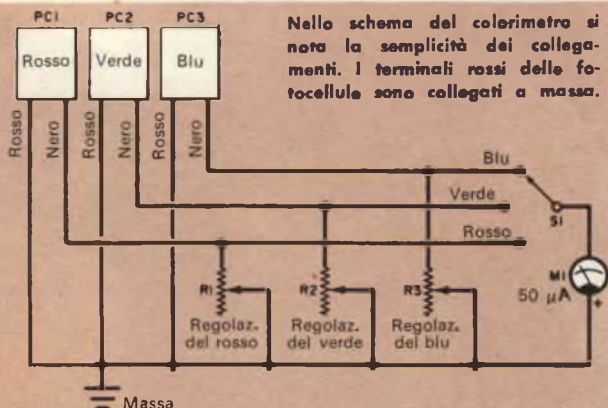 PC1 PC2 PC3
Nello schema del colorimetro si
nota la semplicità dei collega-
menti. I terminali rossi delle fo-
tocellule sono collegati a massa.
Rosso Verde Blu
Rosso Nero Rosso Nero Rosso Nero
Blu
Verde
S1
Rosso
M1
50 μA
+
R1 R2 R3
Regolaz. Regolaz. Regolaz.
del rosso del verde del blu
Massa